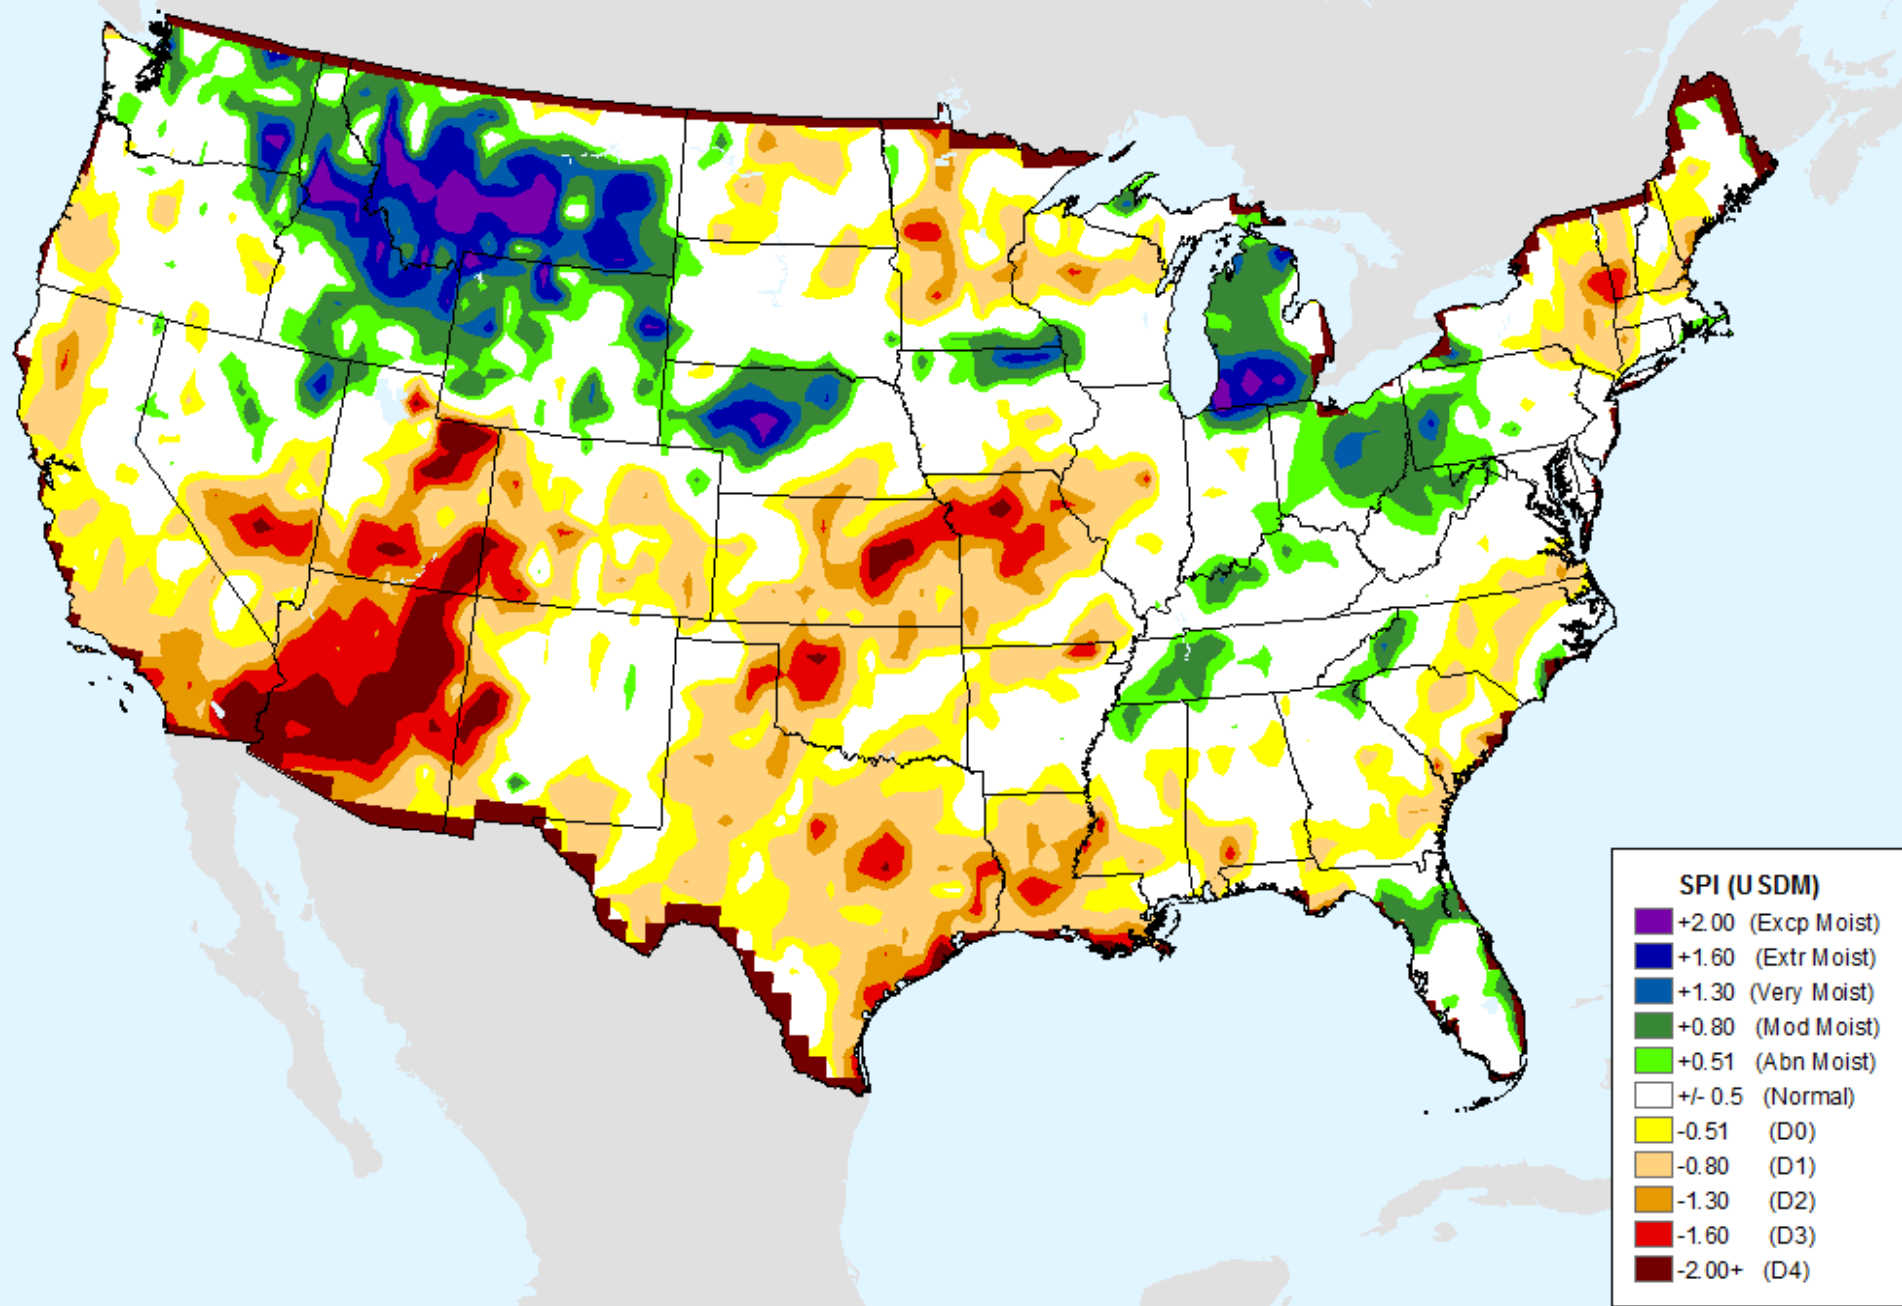 SPI (USDM)
+2.00 (Excp Moist)
+1.60 (Extr Moist)
+1.30 (Very Moist)
+0.80 (Mod Moist)
+0.51 (Abn Moist)
+/- 0.5 (Normal)
-0.51 (D0)
-0.80 (D1)
-1.30 (D2)
-1.60 (D3)
-2.00+ (D4)